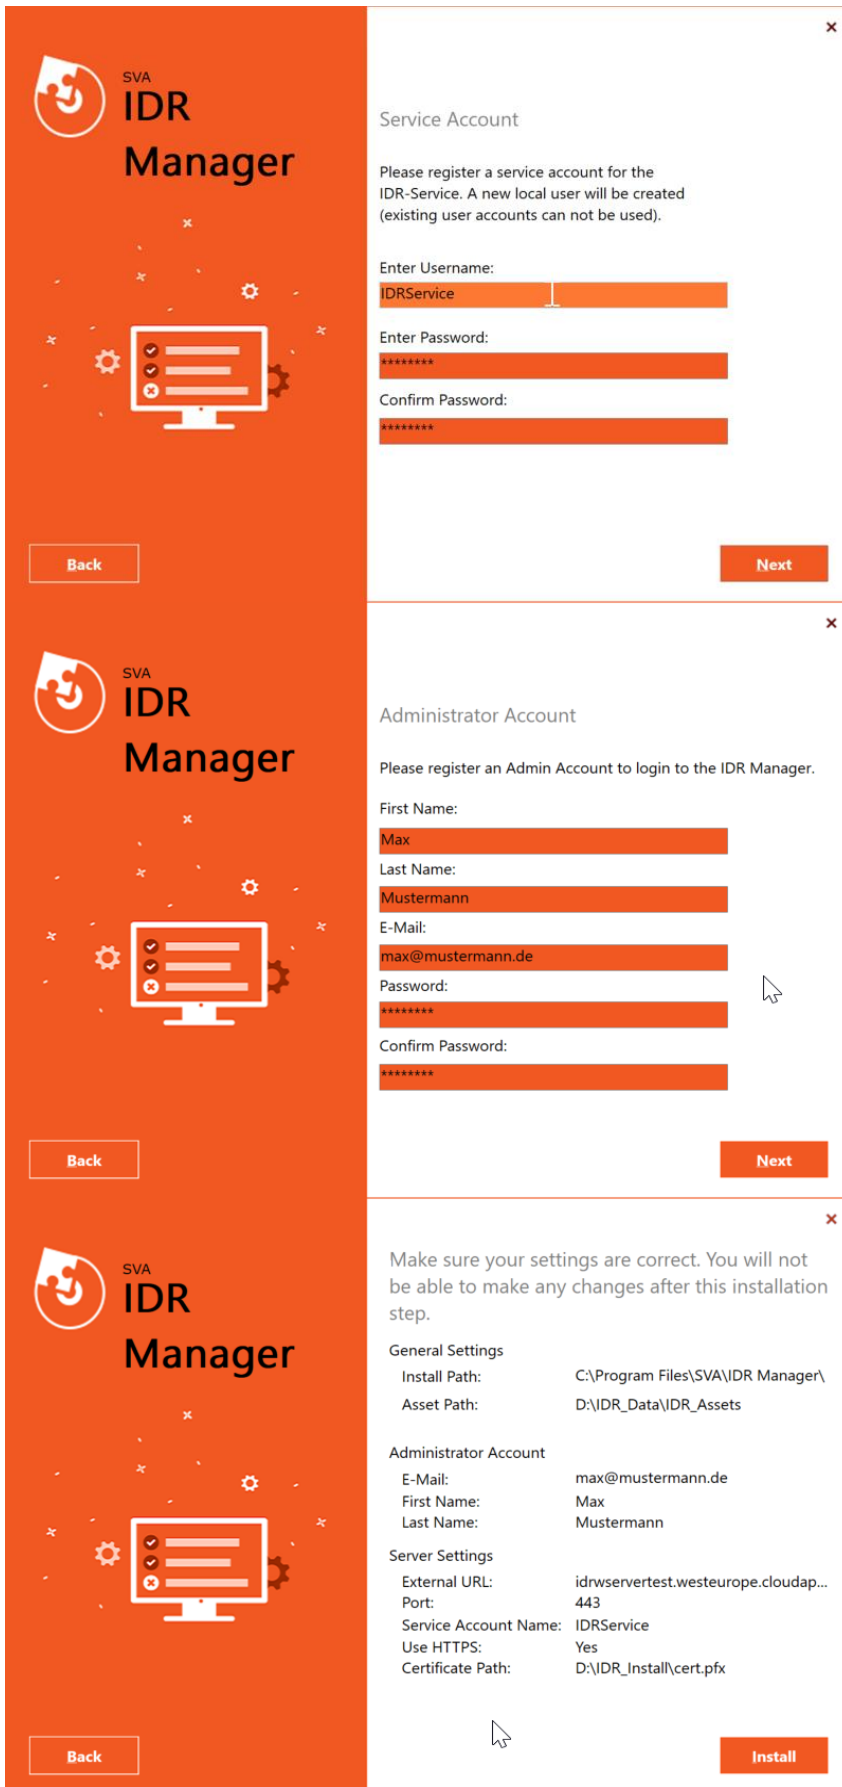 ×
SVA
IDR
Manager
Service Account
Please register a service account for the
IDR-Service. A new local user will be created
(existing user accounts can not be used).
Enter Username:
IDRService
Enter Password:
********
Confirm Password:
********
Back
Next
×
SVA
IDR
Manager
Administrator Account
Please register an Admin Account to login to the IDR Manager.
First Name:
Max
Last Name:
Mustermann
E-Mail:
max@mustermann.de
Password:
********
Confirm Password:
********
Back
Next
×
SVA
IDR
Manager
Make sure your settings are correct. You will not
be able to make any changes after this installation
step.
General Settings
Install Path: C:\Program Files\SVA\IDR Manager\
Asset Path: D:\IDR_Data\IDR_Assets
Administrator Account
E-Mail: max@mustermann.de
First Name: Max
Last Name: Mustermann
Server Settings
External URL: idrwservertest.westeurope.cloudap...
Port: 443
Service Account Name: IDRService
Use HTTPS: Yes
Certificate Path: D:\IDR_Install\cert.pfx
Back
Install